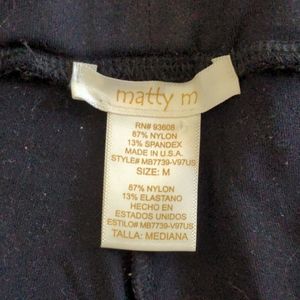 matty m
RN# 93608
87% NYLON
13% SPANDEX
MADE IN U.S.A.
STYLE# MB7739-V97US
SIZE: M
87% NYLON
13% ELASTANO
HECHO EN
ESTADOS UNIDOS
ESTILO# MB7739-V97US
TALLA: MEDIANA